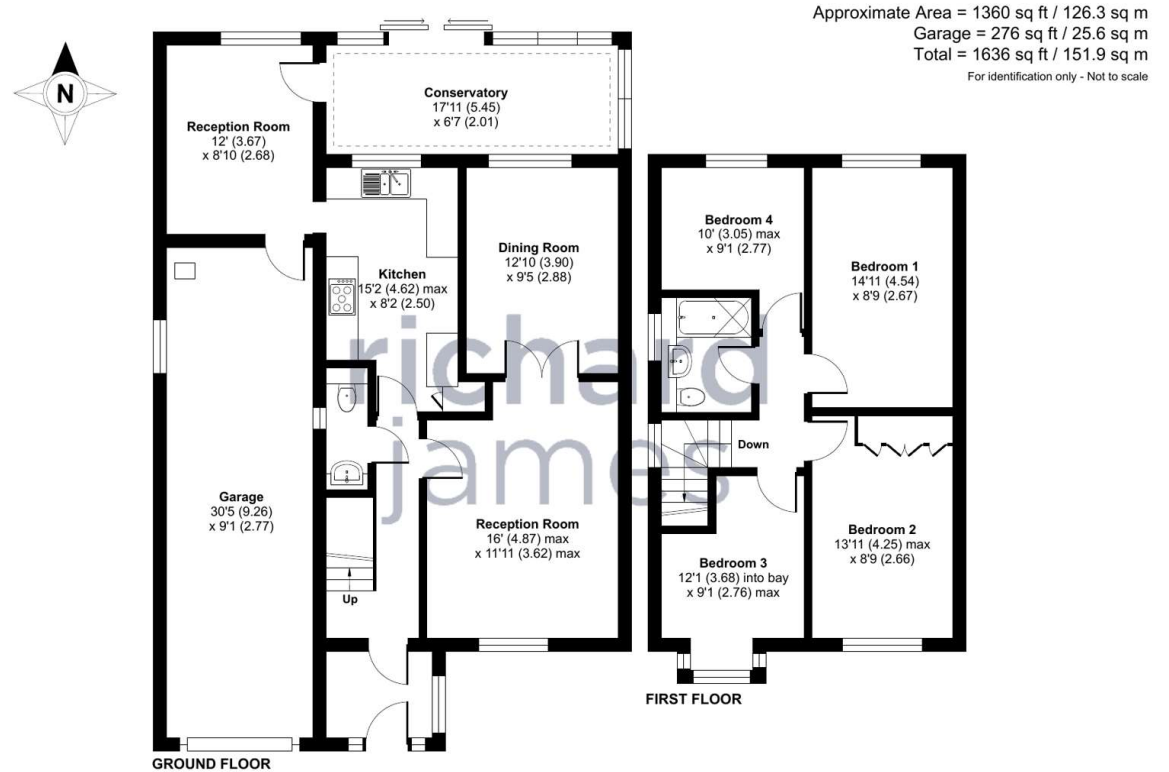 Approximate Area = 1360 sq ft / 126.3 sq m
Garage = 276 sq ft / 25.6 sq m
Total = 1636 sq ft / 151.9 sq m
For identification only - Not to scale
N
Conservatory
17'11 (5.45)
x 6'7 (2.01)
Reception Room
12' (3.67)
x 8'10 (2.68)
Dining Room
12'10 (3.90)
x 9'5 (2.88)
Kitchen
15'2 (4.62) max
x 8'2 (2.50)
Garage
30'5 (9.26)
x 9'1 (2.77)
Reception Room
16' (4.87) max
x 11'11 (3.62) max
Up
GROUND FLOOR
Bedroom 4
10' (3.05) max
x 9'1 (2.77)
Bedroom 1
14'11 (4.54)
x 8'9 (2.67)
Down
Bedroom 2
13'11 (4.25) max
x 8'9 (2.66)
Bedroom 3
12'1 (3.68) into bay
x 9'1 (2.76) max
FIRST FLOOR
richard
james